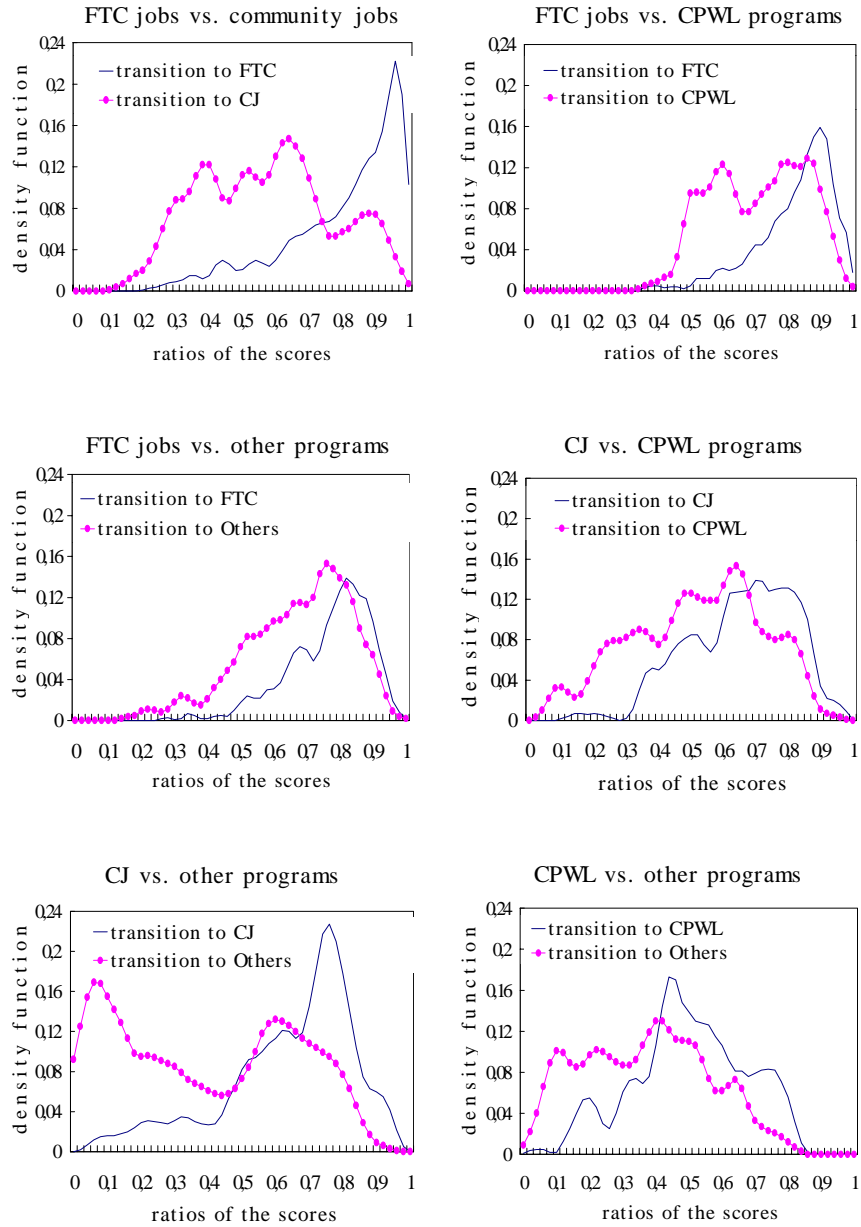 FTC jobs vs. community jobs
density function
0,24
0,2
0,16
0,12
0,08
0,04
0
transition to FTC
transition to CJ
0 0,1 0,2 0,3 0,4 0,5 0,6 0,7 0,8 0,9 1
ratios of the scores
FTC jobs vs. CPWL programs
density function
0,24
0,2
0,16
0,12
0,08
0,04
0
transition to FTC
transition to CPWL
0 0,1 0,2 0,3 0,4 0,5 0,6 0,7 0,8 0,9 1
ratios of the scores
FTC jobs vs. other programs
density function
0,24
0,2
0,16
0,12
0,08
0,04
0
transition to FTC
transition to Others
0 0,1 0,2 0,3 0,4 0,5 0,6 0,7 0,8 0,9 1
ratios of the scores
CJ vs. CPWL programs
density function
0,24
0,2
0,16
0,12
0,08
0,04
0
transition to CJ
transition to CPWL
0 0,1 0,2 0,3 0,4 0,5 0,6 0,7 0,8 0,9 1
ratios of the scores
CJ vs. other programs
density function
0,24
0,2
0,16
0,12
0,08
0,04
0
transition to CJ
transition to Others
0 0,1 0,2 0,3 0,4 0,5 0,6 0,7 0,8 0,9 1
ratios of the scores
CPWL vs. other programs
density function
0,24
0,2
0,16
0,12
0,08
0,04
0
transition to CPWL
transition to Others
0 0,1 0,2 0,3 0,4 0,5 0,6 0,7 0,8 0,9 1
ratios of the scores